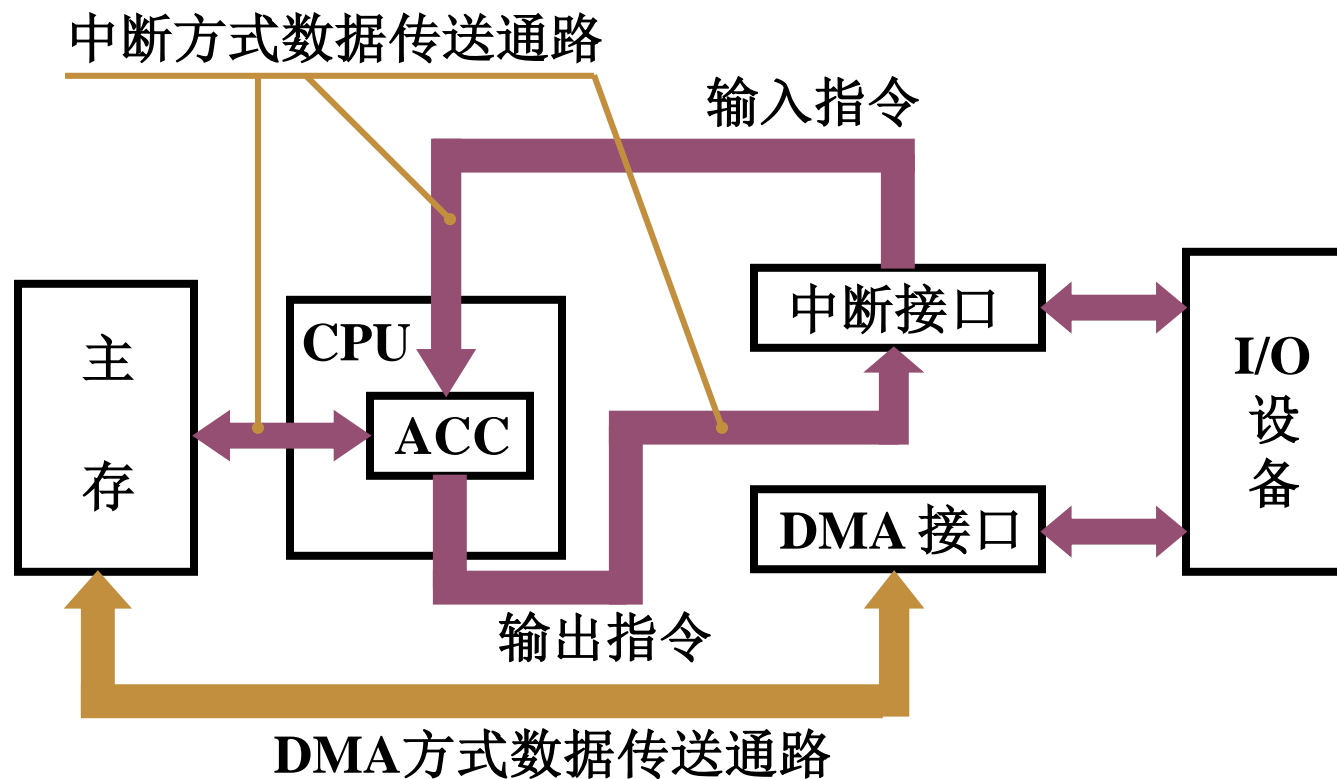 中断方式数据传送通路
输入指令
主
存
CPU
ACC
中断接口
DMA 接口
I/O
设
备
输出指令
DMA方式数据传送通路